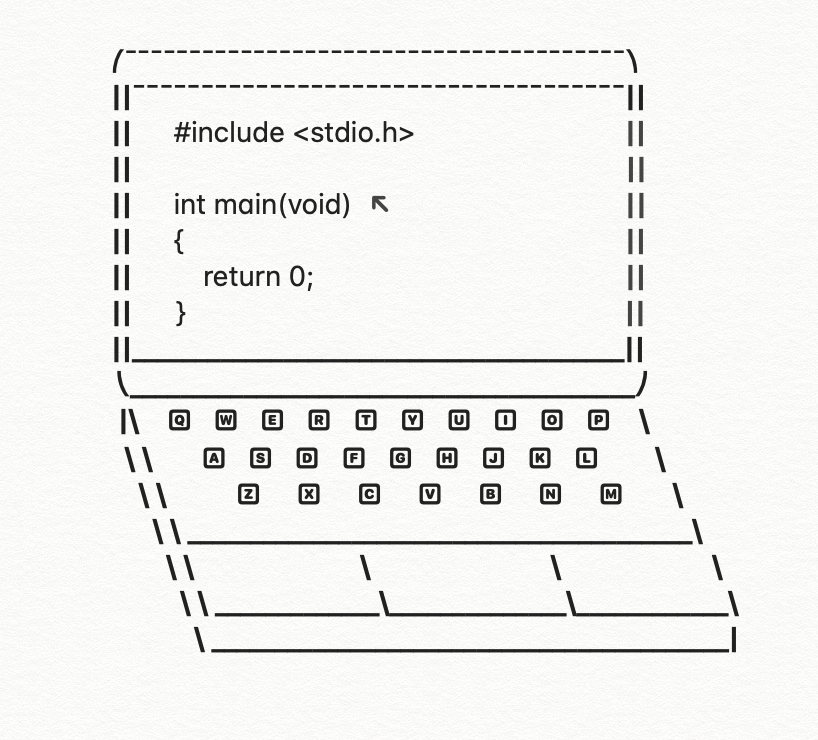 #include <stdio.h>
int main(void)
{
return 0;
}
Q W E R T Y U I O P
A S D F G H J K L
Z X C V B N M